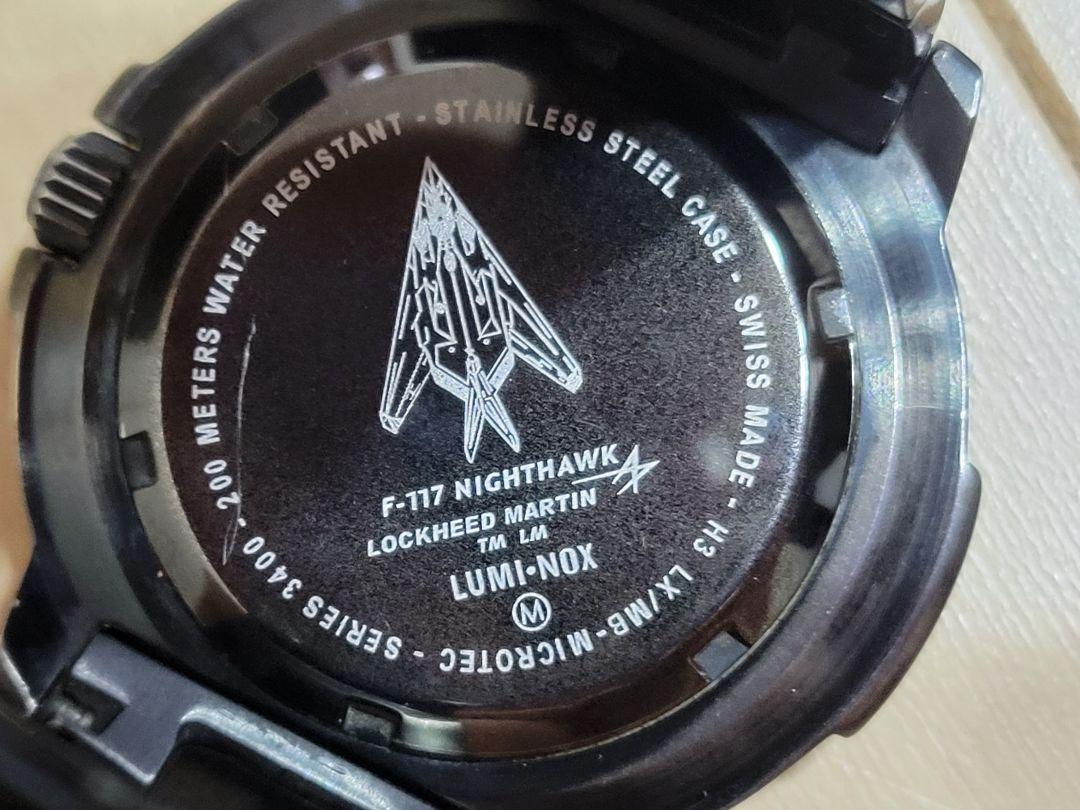 200 METERS WATER RESISTANT - STAINLESS STEEL CASE - SWISS MADE - H3 LX/MB - MICROTEC - SERIES 3400 -
F-117 NIGHTHAWK
LOCKHEED MARTIN
TM LM
LUMI·NOX
M